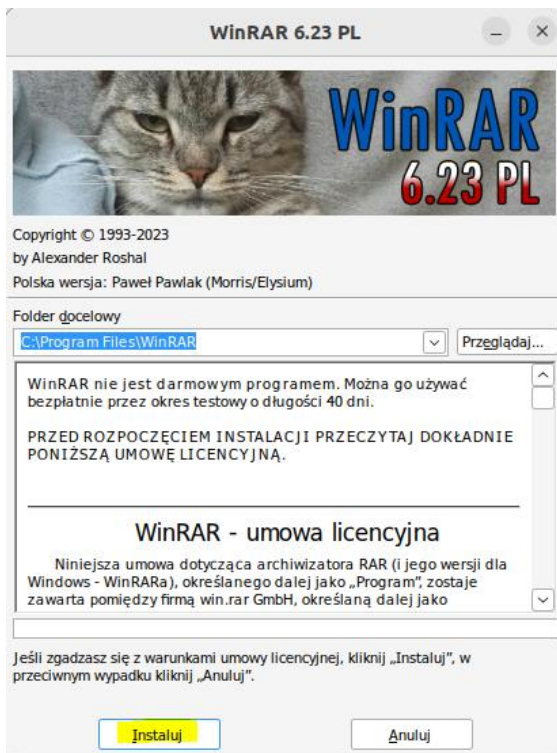 WinRAR 6.23 PL
WinRAR
6.23 PL
Copyright © 1993-2023
by Alexander Roshal
Polska wersja: Paweł Pawlak (Morris/Elysium)
Folder docelowy
C:\Program Files\WinRAR
Przeglądaj...
WinRAR nie jest darmowym programem. Można go używać
bezpłatnie przez okres testowy o długości 40 dni.
PRZED ROZPOCZĘCIEM INSTALACJI PRZECZYTAJ DOKŁADNIE
PONIŻSZĄ UMOWĘ LICENCYJNĄ.
WinRAR - umowa licencyjna
Niniejsza umowa dotycząca archiwizatora RAR (i jego wersji dla
Windows - WinRARa), określanego dalej jako „Program”, zostaje
zawarta pomiędzy firmą win.rar GmbH, określaną dalej jako
Jeśli zgadzasz się z warunkami umowy licencyjnej, kliknij „Instaluj”, w
przeciwnym wypadku kliknij „Anuluj”.
Instaluj
Anuluj